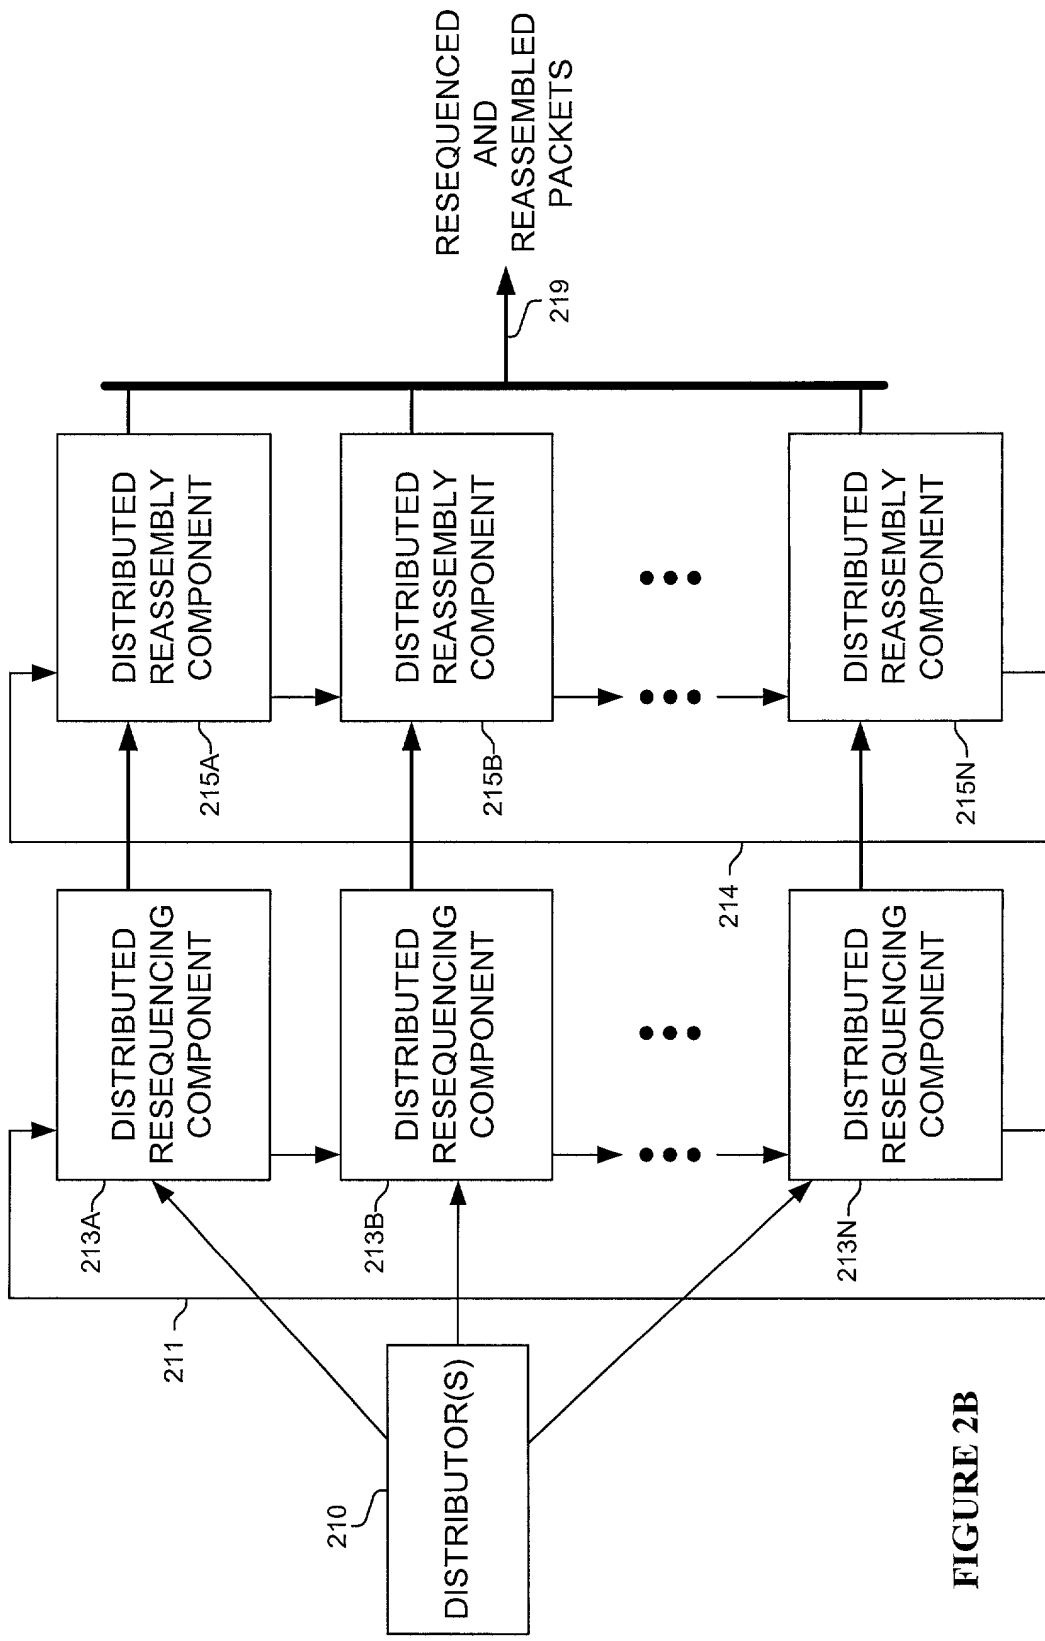 210
DISTRIBUTOR(S)
211
213A
DISTRIBUTED
RESEQUENCING
COMPONENT
213B
DISTRIBUTED
RESEQUENCING
COMPONENT
213N
DISTRIBUTED
RESEQUENCING
COMPONENT
214
215A
DISTRIBUTED
REASSEMBLY
COMPONENT
215B
DISTRIBUTED
REASSEMBLY
COMPONENT
215N
DISTRIBUTED
REASSEMBLY
COMPONENT
219
RESEQUENCED
AND
REASSEMBLED
PACKETS
FIGURE 2B